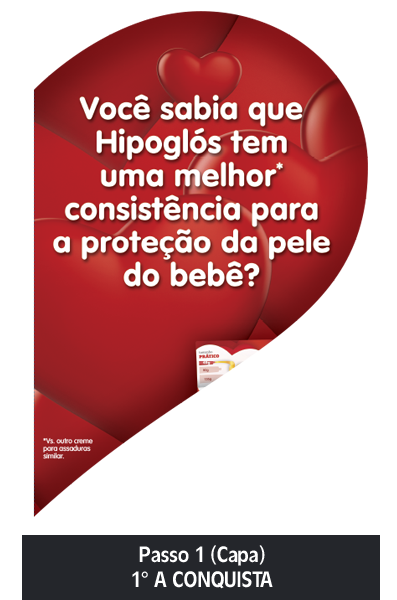 Você sabia que
Hipoglós tem
uma melhor*
consistência para
a proteção da pele
do bebê?
PRÁTICO
*Vs. outro creme
para assaduras
similar.
Passo 1 (Capa)
1° A CONQUISTA